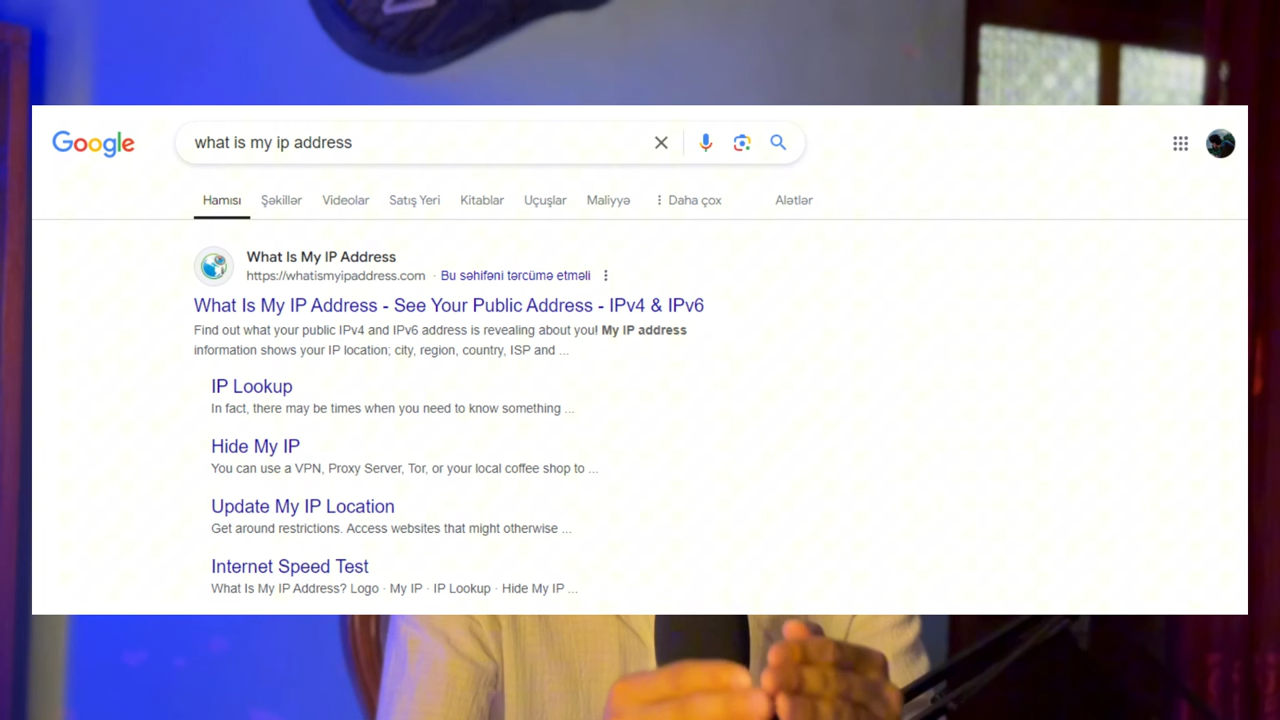 Google
what is my ip address
Hamısı Şəkillər Videolar Satış Yeri Kitablar Uçuşlar Maliyyə Daha çox Alətlər
What Is My IP Address
https://whatismyipaddress.com · Bu səhifəni tərcümə etməli
What Is My IP Address - See Your Public Address - IPv4 & IPv6
Find out what your public IPv4 and IPv6 address is revealing about you! My IP address
information shows your IP location; city, region, country, ISP and ...
IP Lookup
In fact, there may be times when you need to know something ...
Hide My IP
You can use a VPN, Proxy Server, Tor, or your local coffee shop to ...
Update My IP Location
Get around restrictions. Access websites that might otherwise ...
Internet Speed Test
What Is My IP Address? Logo · My IP · IP Lookup · Hide My IP ...